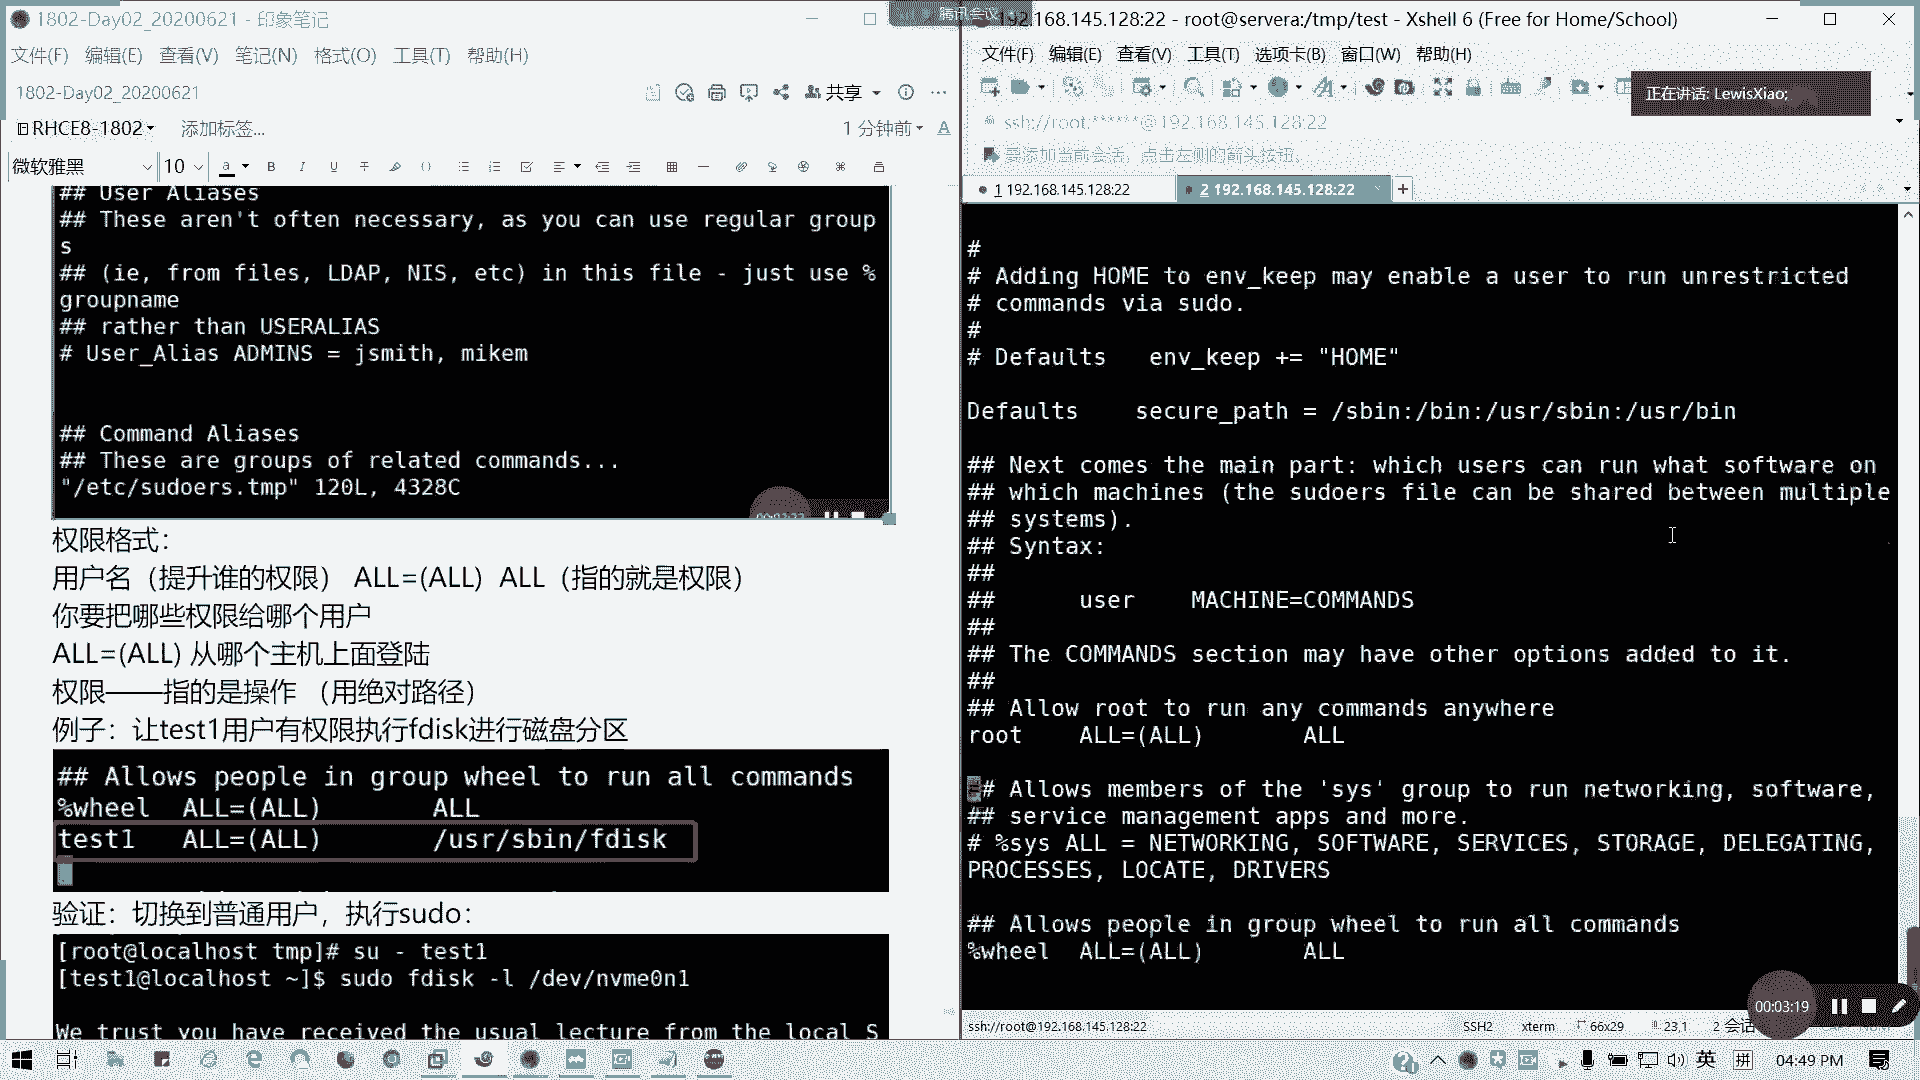 1802-Day02_20200621 - 印象笔记
文件(F) 编辑(E) 查看(V) 笔记(N) 格式(O) 工具(T) 帮助(H)
1802-Day02_20200621
共享
RHCE8-1802
添加标签...
1 分钟前
微软雅黑
10
## User Aliases
## These aren't often necessary, as you can use regular group
s
## (ie, from files, LDAP, NIS, etc) in this file - just use %
groupname
## rather than USERALIAS
# User_Alias ADMINS = jsmith, mikem
## Command Aliases
## These are groups of related commands...
"/etc/sudoers.tmp" 120L, 4328C
权限格式：
用户名（提升谁的权限） ALL=(ALL) ALL（指的就是权限）
你要把哪些权限给哪个用户
ALL=(ALL) 从哪个主机上面登陆
权限——指的是操作 （用绝对路径）
例子：让test1用户有权限执行fdisk进行磁盘分区
## Allows people in group wheel to run all commands
%wheel ALL=(ALL) ALL
test1 ALL=(ALL) /usr/sbin/fdisk
验证：切换到普通用户，执行sudo：
[root@localhost tmp]# su - test1
[test1@localhost ~]$ sudo fdisk -l /dev/nvme0n1
We trust you have received the usual lecture from the local S
腾讯会议
192.168.145.128:22 - root@servera:/tmp/test - Xshell 6 (Free for Home/School)
文件(F) 编辑(E) 查看(V) 工具(T) 选项卡(B) 窗口(W) 帮助(H)
正在讲话: LewisXiao;
ssh://root:******@192.168.145.128:22
要添加当前会话，点击左侧的箭头按钮。
1 192.168.145.128:22
2 192.168.145.128:22
#
# Adding HOME to env_keep may enable a user to run unrestricted
# commands via sudo.
#
# Defaults env_keep += "HOME"
Defaults secure_path = /sbin:/bin:/usr/sbin:/usr/bin
## Next comes the main part: which users can run what software on
## which machines (the sudoers file can be shared between multiple
## systems).
## Syntax:
##
## user MACHINE=COMMANDS
##
## The COMMANDS section may have other options added to it.
##
## Allow root to run any commands anywhere
root ALL=(ALL) ALL
## Allows members of the 'sys' group to run networking, software,
## service management apps and more.
# %sys ALL = NETWORKING, SOFTWARE, SERVICES, STORAGE, DELEGATING,
PROCESSES, LOCATE, DRIVERS
## Allows people in group wheel to run all commands
%wheel ALL=(ALL) ALL
00:03:19
ssh://root@192.168.145.128:22
SSH2
xterm
66x29
23,1
2 会话
英
拼
04:49 PM